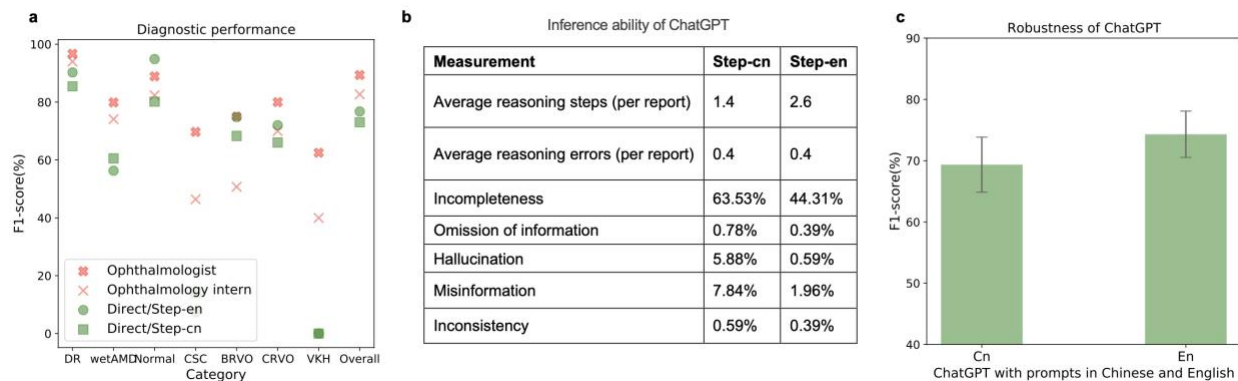 a
Diagnostic performance
100
80
60
40
20
0
F1-score(%)
Ophthalmologist
Ophthalmology intern
Direct/Step-en
Direct/Step-cn
DR wetAMD Normal CSC BRVO CRVO VKH Overall
Category
b
Inference ability of ChatGPT
Measurement Step-cn Step-en
Average reasoning steps (per report) 1.4 2.6
Average reasoning errors (per report) 0.4 0.4
Incompleteness 63.53% 44.31%
Omission of information 0.78% 0.39%
Hallucination 5.88% 0.59%
Misinformation 7.84% 1.96%
Inconsistency 0.59% 0.39%
c
Robustness of ChatGPT
90
80
70
60
50
40
F1-score(%)
Cn En
ChatGPT with prompts in Chinese and English